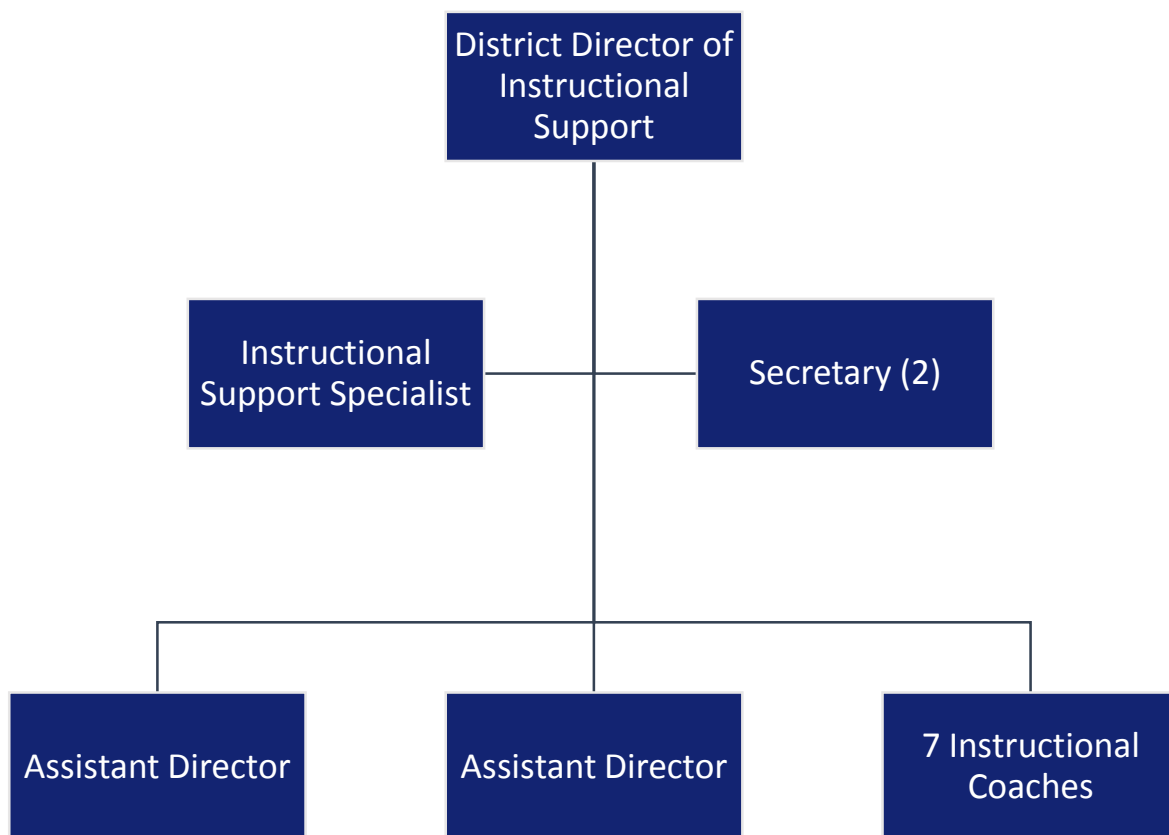 District Director of
Instructional
Support
Instructional
Support Specialist
Secretary (2)
Assistant Director
Assistant Director
7 Instructional
Coaches